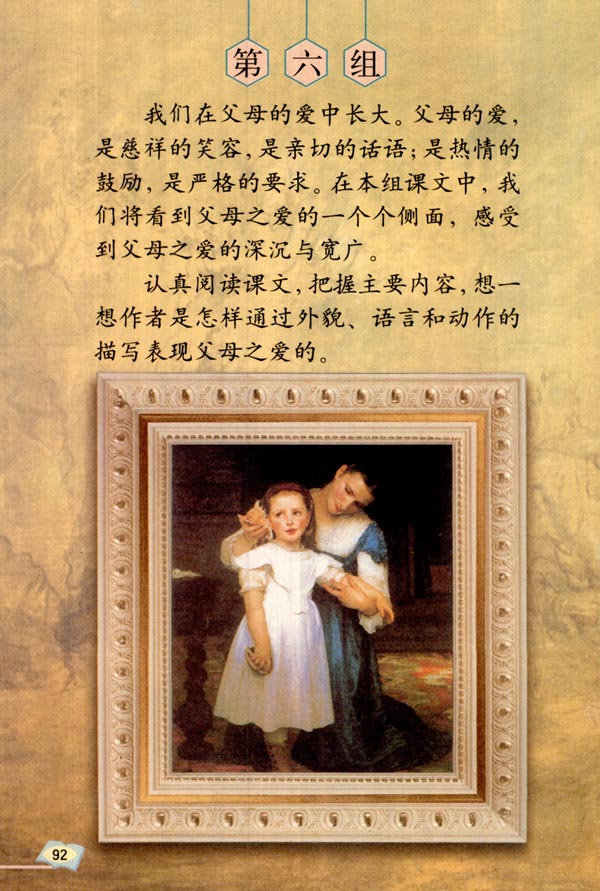 第六组
我们在父母的爱中长大。父母的爱，
是慈祥的笑容，是亲切的话语；是热情的
鼓励，是严格的要求。在本组课文中，我
们将看到父母之爱的一个个侧面，感受
到父母之爱的深沉与宽广。
认真阅读课文，把握主要内容，想一
想作者是怎样通过外貌、语言和动作的
描写表现父母之爱的。
92